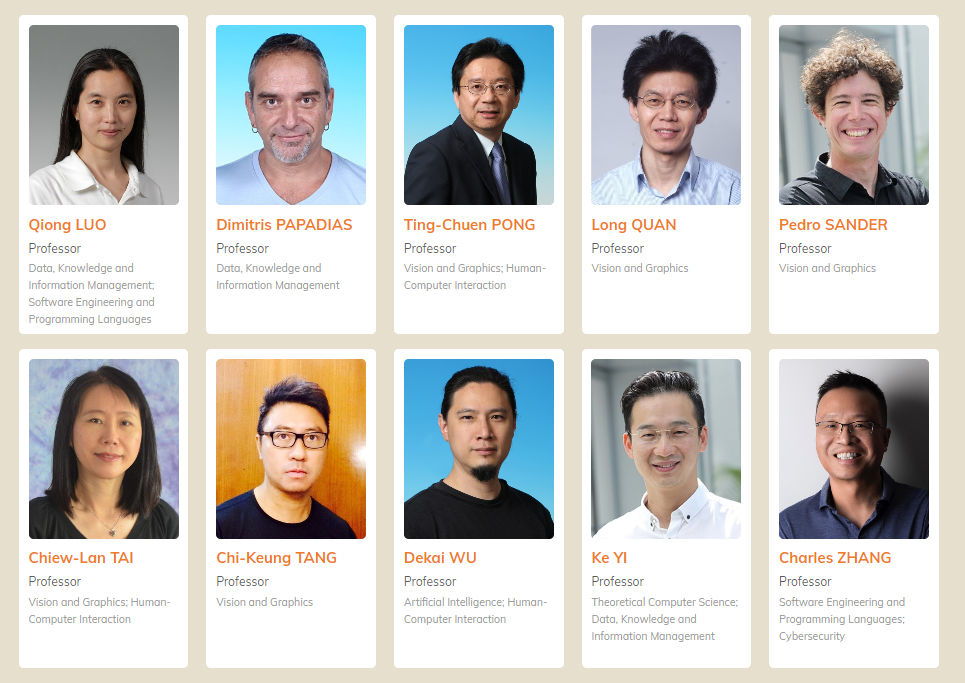 Qiong LUO
Professor
Data, Knowledge and
Information Management;
Software Engineering and
Programming Languages
Dimitris PAPADIAS
Professor
Data, Knowledge and
Information Management
Ting-Chuen PONG
Professor
Vision and Graphics; Human-
Computer Interaction
Long QUAN
Professor
Vision and Graphics
Pedro SANDER
Professor
Vision and Graphics
Chiew-Lan TAI
Professor
Vision and Graphics; Human-
Computer Interaction
Chi-Keung TANG
Professor
Vision and Graphics
Dekai WU
Professor
Artificial Intelligence; Human-
Computer Interaction
Ke YI
Professor
Theoretical Computer Science;
Data, Knowledge and
Information Management
Charles ZHANG
Professor
Software Engineering and
Programming Languages;
Cybersecurity